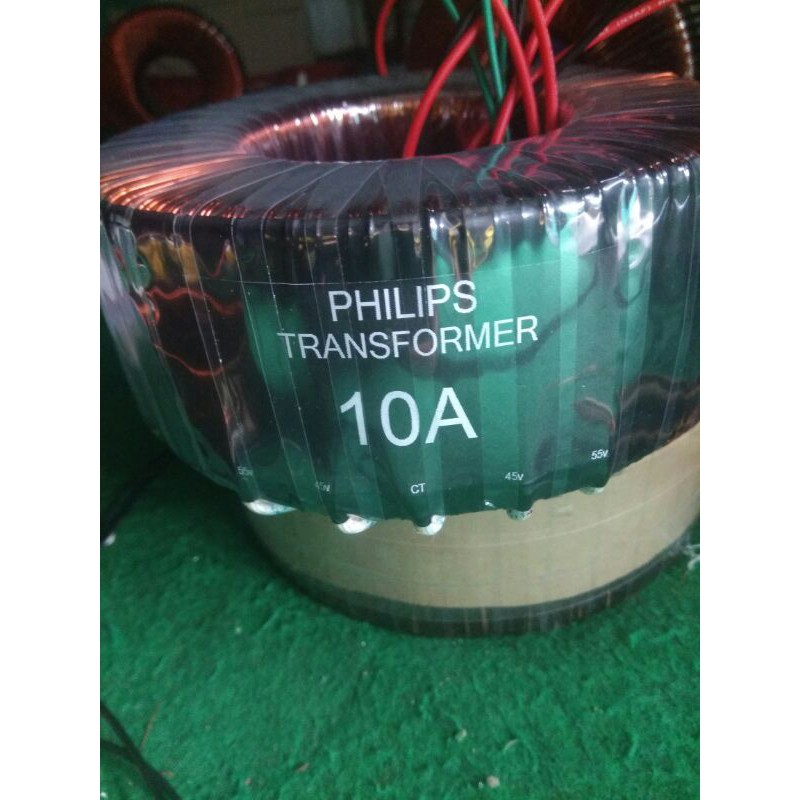 PHILIPS
TRANSFORMER
10A
55v 45v CT 45v 55v